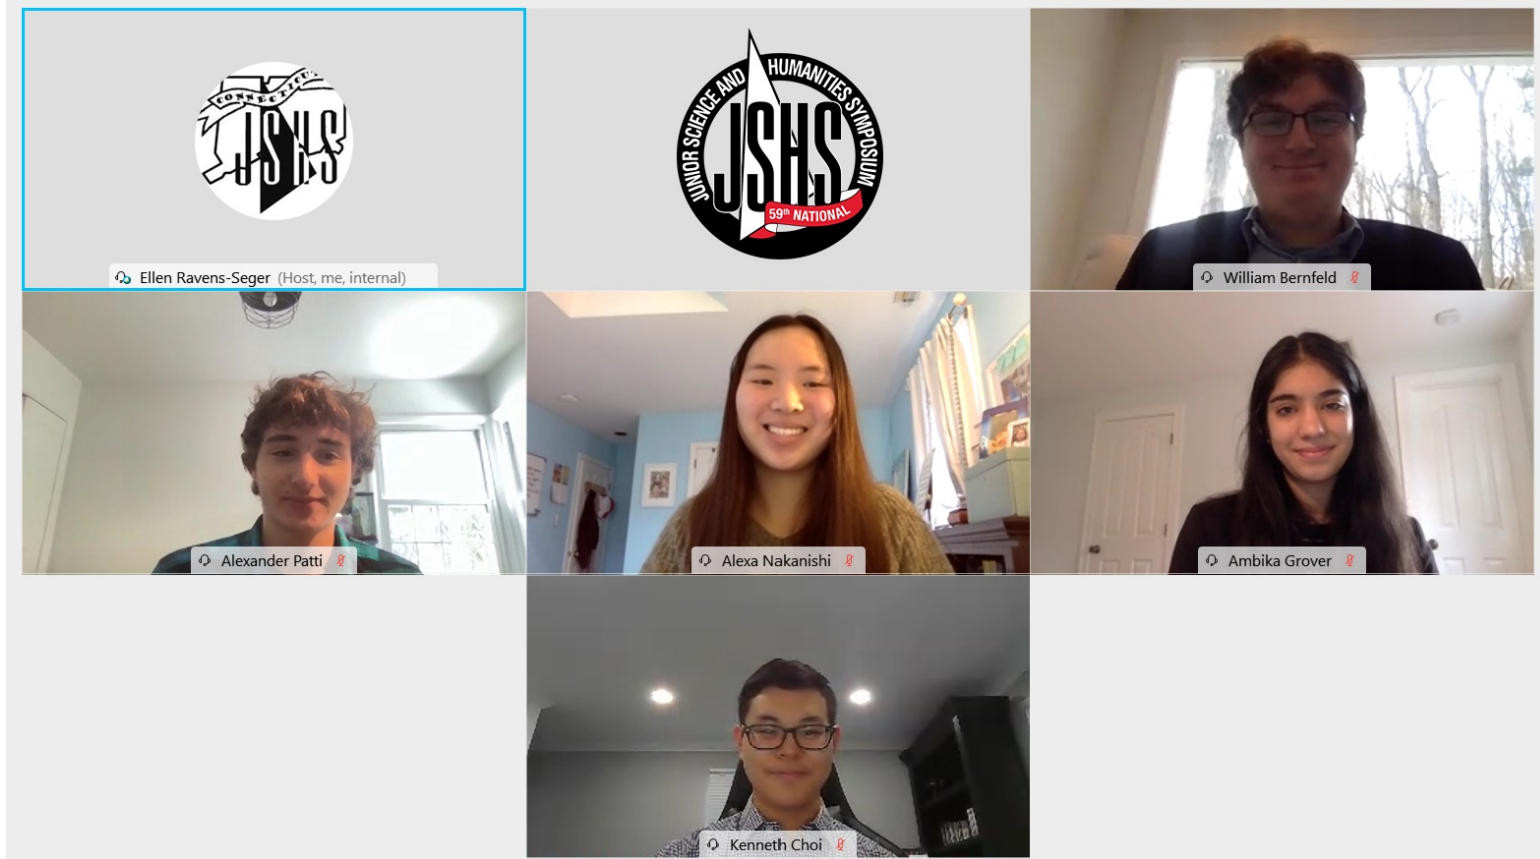 CONNECTICUT
JSHS
Ellen Ravens-Seger (Host, me, internal)
JUNIOR SCIENCE AND HUMANITIES SYMPOSIUM
JSHS
59th NATIONAL
William Bernfeld
Alexander Patti
Alexa Nakanishi
Ambika Grover
Kenneth Choi